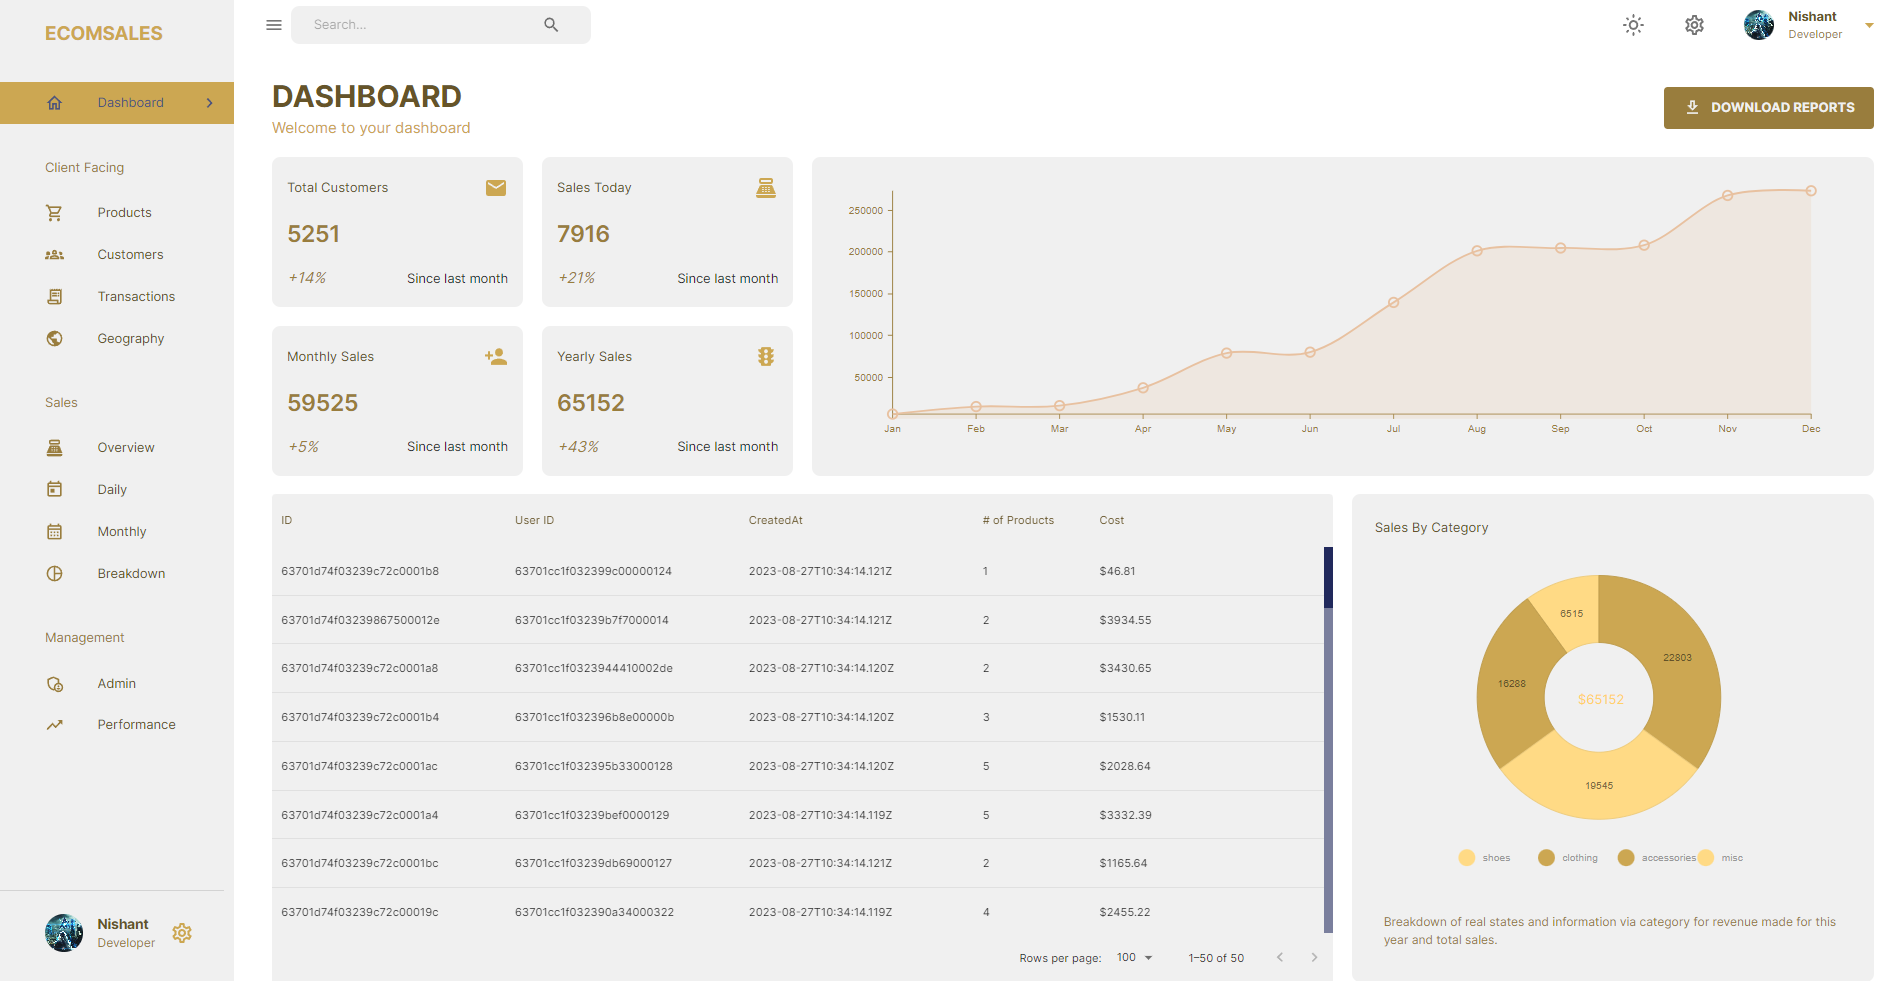 ECOMSALES
Search...
Nishant
Developer
Dashboard
Client Facing
Products
Customers
Transactions
Geography
Sales
Overview
Daily
Monthly
Breakdown
Management
Admin
Performance
Nishant
Developer
DASHBOARD
Welcome to your dashboard
DOWNLOAD REPORTS
Total Customers
5251
+14% Since last month
Sales Today
7916
+21% Since last month
Monthly Sales
59525
+5% Since last month
Yearly Sales
65152
+43% Since last month
250000
200000
150000
100000
50000
Jan Feb Mar Apr May Jun Jul Aug Sep Oct Nov Dec
ID User ID CreatedAt # of Products Cost
63701d74f03239c72c0001b8 63701cc1f032399c00000124 2023-08-27T10:34:14.121Z 1 $46.81
63701d74f03239867500012e 63701cc1f03239b7f7000014 2023-08-27T10:34:14.121Z 2 $3934.55
63701d74f03239c72c0001a8 63701cc1f0323944410002de 2023-08-27T10:34:14.120Z 2 $3430.65
63701d74f03239c72c0001b4 63701cc1f032396b8e00000b 2023-08-27T10:34:14.120Z 3 $1530.11
63701d74f03239c72c0001ac 63701cc1f032395b33000128 2023-08-27T10:34:14.120Z 5 $2028.64
63701d74f03239c72c0001a4 63701cc1f03239bef0000129 2023-08-27T10:34:14.119Z 5 $3332.39
63701d74f03239c72c0001bc 63701cc1f03239db69000127 2023-08-27T10:34:14.121Z 2 $1165.64
63701d74f03239c72c00019c 63701cc1f032390a34000322 2023-08-27T10:34:14.119Z 4 $2455.22
Rows per page: 100 1–50 of 50
Sales By Category
6515
22803
16288
$65152
19545
shoes clothing accessories misc
Breakdown of real states and information via category for revenue made for this
year and total sales.